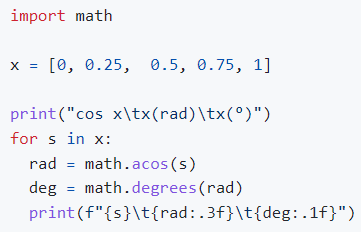 import math
x = [0, 0.25,  0.5, 0.75, 1]
print("cos x\tx(rad)\tx(º)")
for s in x:
  rad = math.acos(s)
  deg = math.degrees(rad)
  print(f"{s}\t{rad:.3f}\t{deg:.1f}")